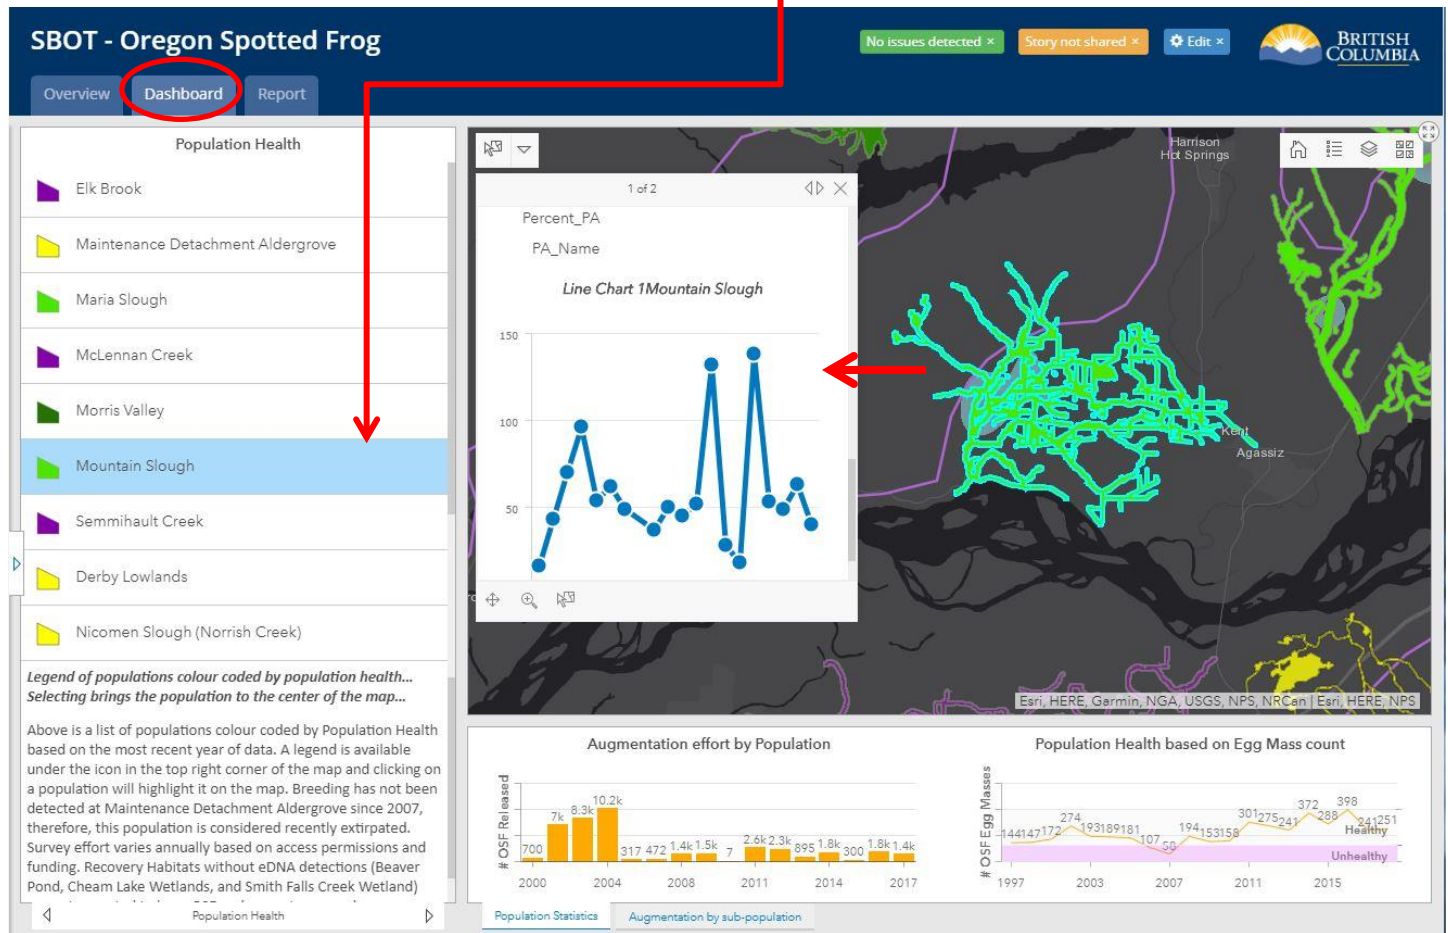 SBOT - Oregon Spotted Frog
No issues detected ×
Story not shared ×
Edit ×
BRITISH
COLUMBIA
Overview
Dashboard
Report
Population Health
Elk Brook
Maintenance Detachment Aldergrove
Maria Slough
McLennan Creek
Morris Valley
Mountain Slough
Semmihault Creek
Derby Lowlands
Nicomen Slough (Norrish Creek)
Legend of populations colour coded by population health...
Selecting brings the population to the center of the map...
Above is a list of populations colour coded by Population Health
based on the most recent year of data. A legend is available
under the icon in the top right corner of the map and clicking on
a population will highlight it on the map. Breeding has not been
detected at Maintenance Detachment Aldergrove since 2007,
therefore, this population is considered recently extirpated.
Survey effort varies annually based on access permissions and
funding. Recovery Habitats without eDNA detections (Beaver
Pond, Cheam Lake Wetlands, and Smith Falls Creek Wetland)
Population Health
1 of 2
Percent_PA
PA_Name
Line Chart 1Mountain Slough
150
100
50
Harrison
Hot Springs
Kent
Agassiz
Esri, HERE, Garmin, NGA, USGS, NPS, NRCan | Esri, HERE, NPS
Augmentation effort by Population
# OSF Released
700
7k
8.3k
10.2k
317
472
1.4k
1.5k
7
2.6k
2.3k
895
1.8k
300
1.8k
1.4k
2000
2004
2008
2011
2014
2017
Population Health based on Egg Mass count
# OSF Egg Masses
144
147
172
274
193
189
181
107
50
194
153
158
301
275
241
372
288
398
241
251
Healthy
Unhealthy
1997
2003
2007
2011
2015
Population Statistics
Augmentation by sub-population